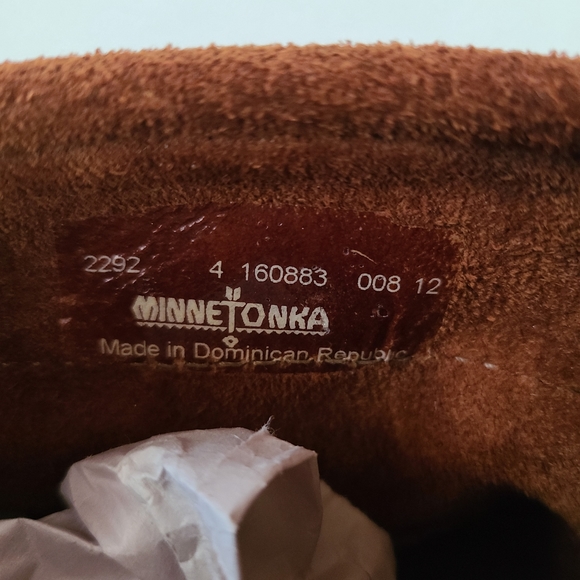 2292 4 160883 008 12
MINNETONKA
Made in Dominican Republic